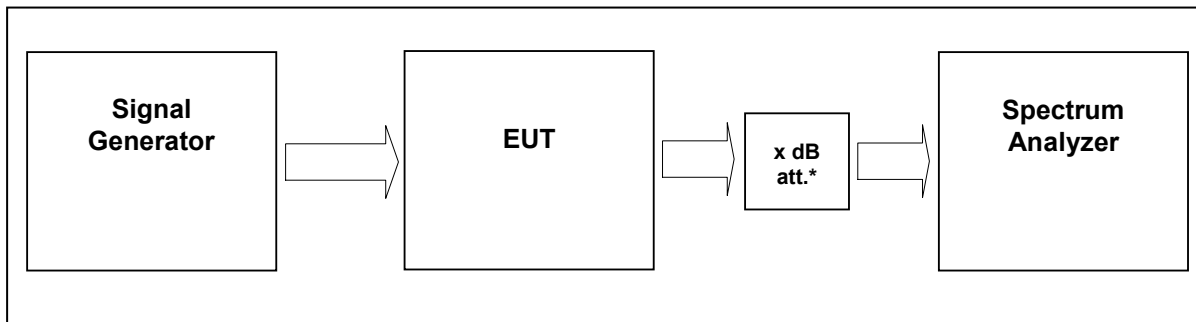 Signal
Generator
EUT
x dB
att.*
Spectrum
Analyzer